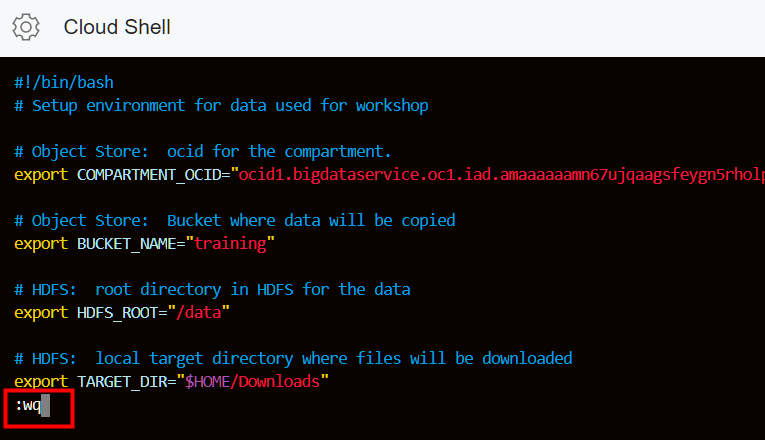 Cloud Shell
#!/bin/bash
# Setup environment for data used for workshop
# Object Store:  ocid for the compartment.
export COMPARTMENT_OCID="ocid1.bigdataservice.oc1.iad.amaaaaaamn67ujqaagsfeygn5rholp
# Object Store:  Bucket where data will be copied
export BUCKET_NAME="training"
# HDFS:  root directory in HDFS for the data
export HDFS_ROOT="/data"
# HDFS:  local target directory where files will be downloaded
export TARGET_DIR="$HOME/Downloads"
:wq